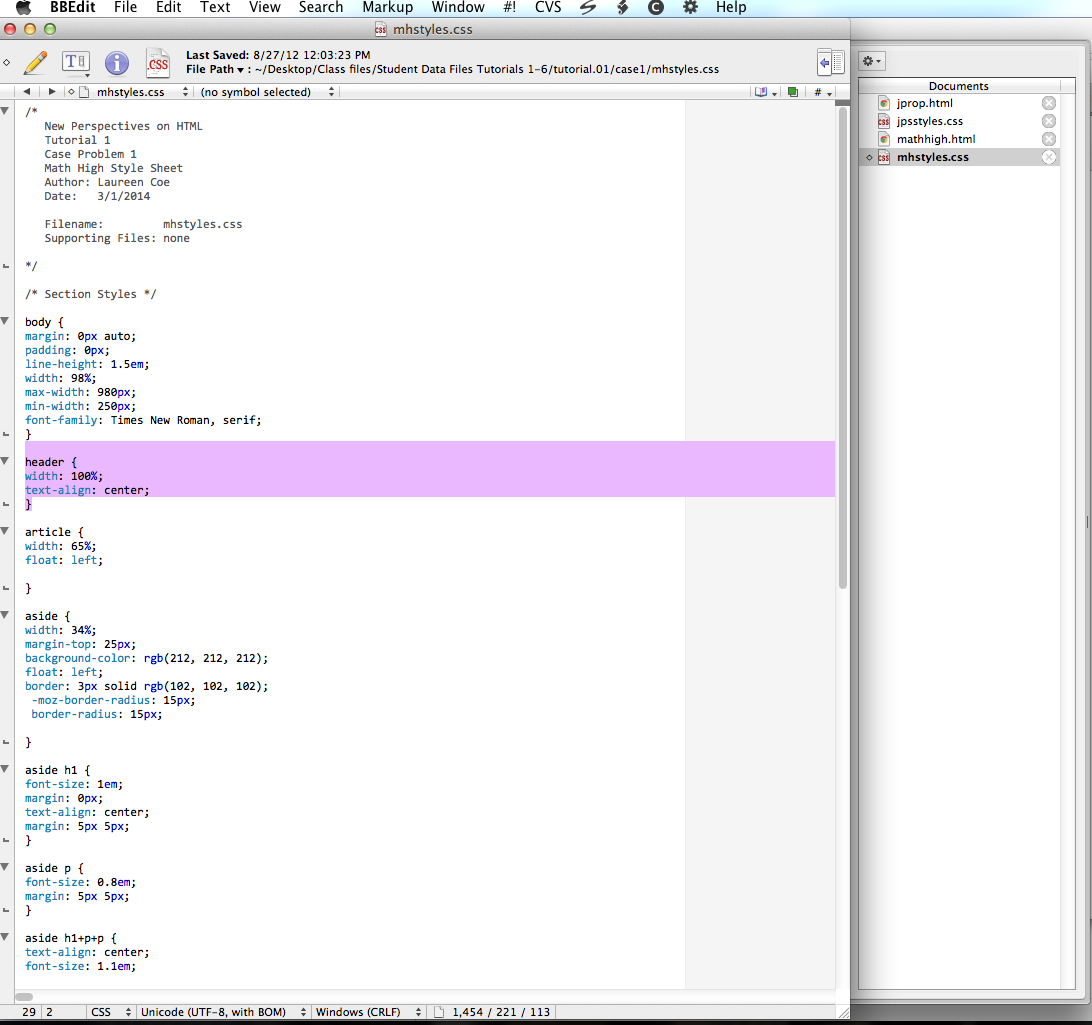 BBEdit File Edit Text View Search Markup Window #! CVS Help
mhstyles.css
Last Saved: 8/27/12 12:03:23 PM
.CSS
File Path ▾ : ~/Desktop/Class files/Student Data Files Tutorials 1-6/tutorial.01/case1/mhstyles.css
mhstyles.css (no symbol selected) #
Documents
jprop.html
jpsstyles.css
mathhigh.html
mhstyles.css
/*
New Perspectives on HTML
Tutorial 1
Case Problem 1
Math High Style Sheet
Author: Laureen Coe
Date:   3/1/2014
Filename:         mhstyles.css
Supporting Files: none
*/
/* Section Styles */
body {
margin: 0px auto;
padding: 0px;
line-height: 1.5em;
width: 98%;
max-width: 980px;
min-width: 250px;
font-family: Times New Roman, serif;
}
header {
width: 100%;
text-align: center;
}
article {
width: 65%;
float: left;
}
aside {
width: 34%;
margin-top: 25px;
background-color: rgb(212, 212, 212);
float: left;
border: 3px solid rgb(102, 102, 102);
-moz-border-radius: 15px;
border-radius: 15px;
}
aside h1 {
font-size: 1em;
margin: 0px;
text-align: center;
margin: 5px 5px;
}
aside p {
font-size: 0.8em;
margin: 5px 5px;
}
aside h1+p+p {
text-align: center;
font-size: 1.1em;
29 2 CSS Unicode (UTF-8, with BOM) Windows (CRLF) 1,454 / 221 / 113